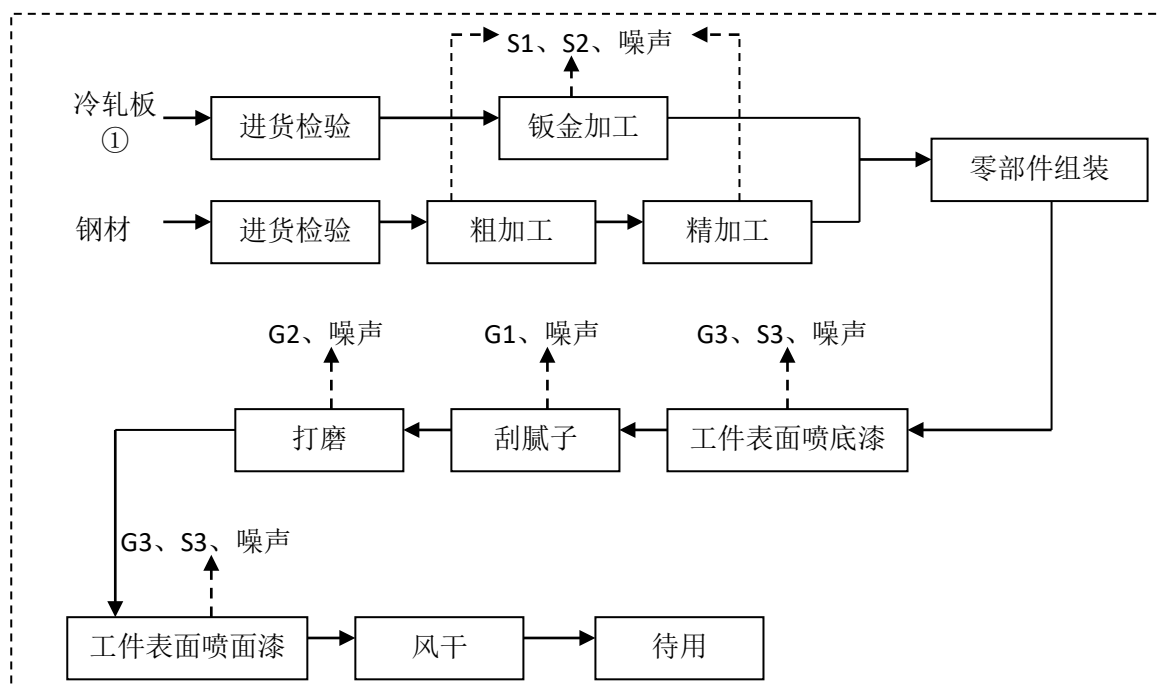 S1、S2、噪声
冷轧板
①
进货检验
钣金加工
零部件组装
钢材
进货检验
粗加工
精加工
G2、噪声
G1、噪声
G3、S3、噪声
打磨
刮腻子
工件表面喷底漆
G3、S3、噪声
工件表面喷面漆
风干
待用